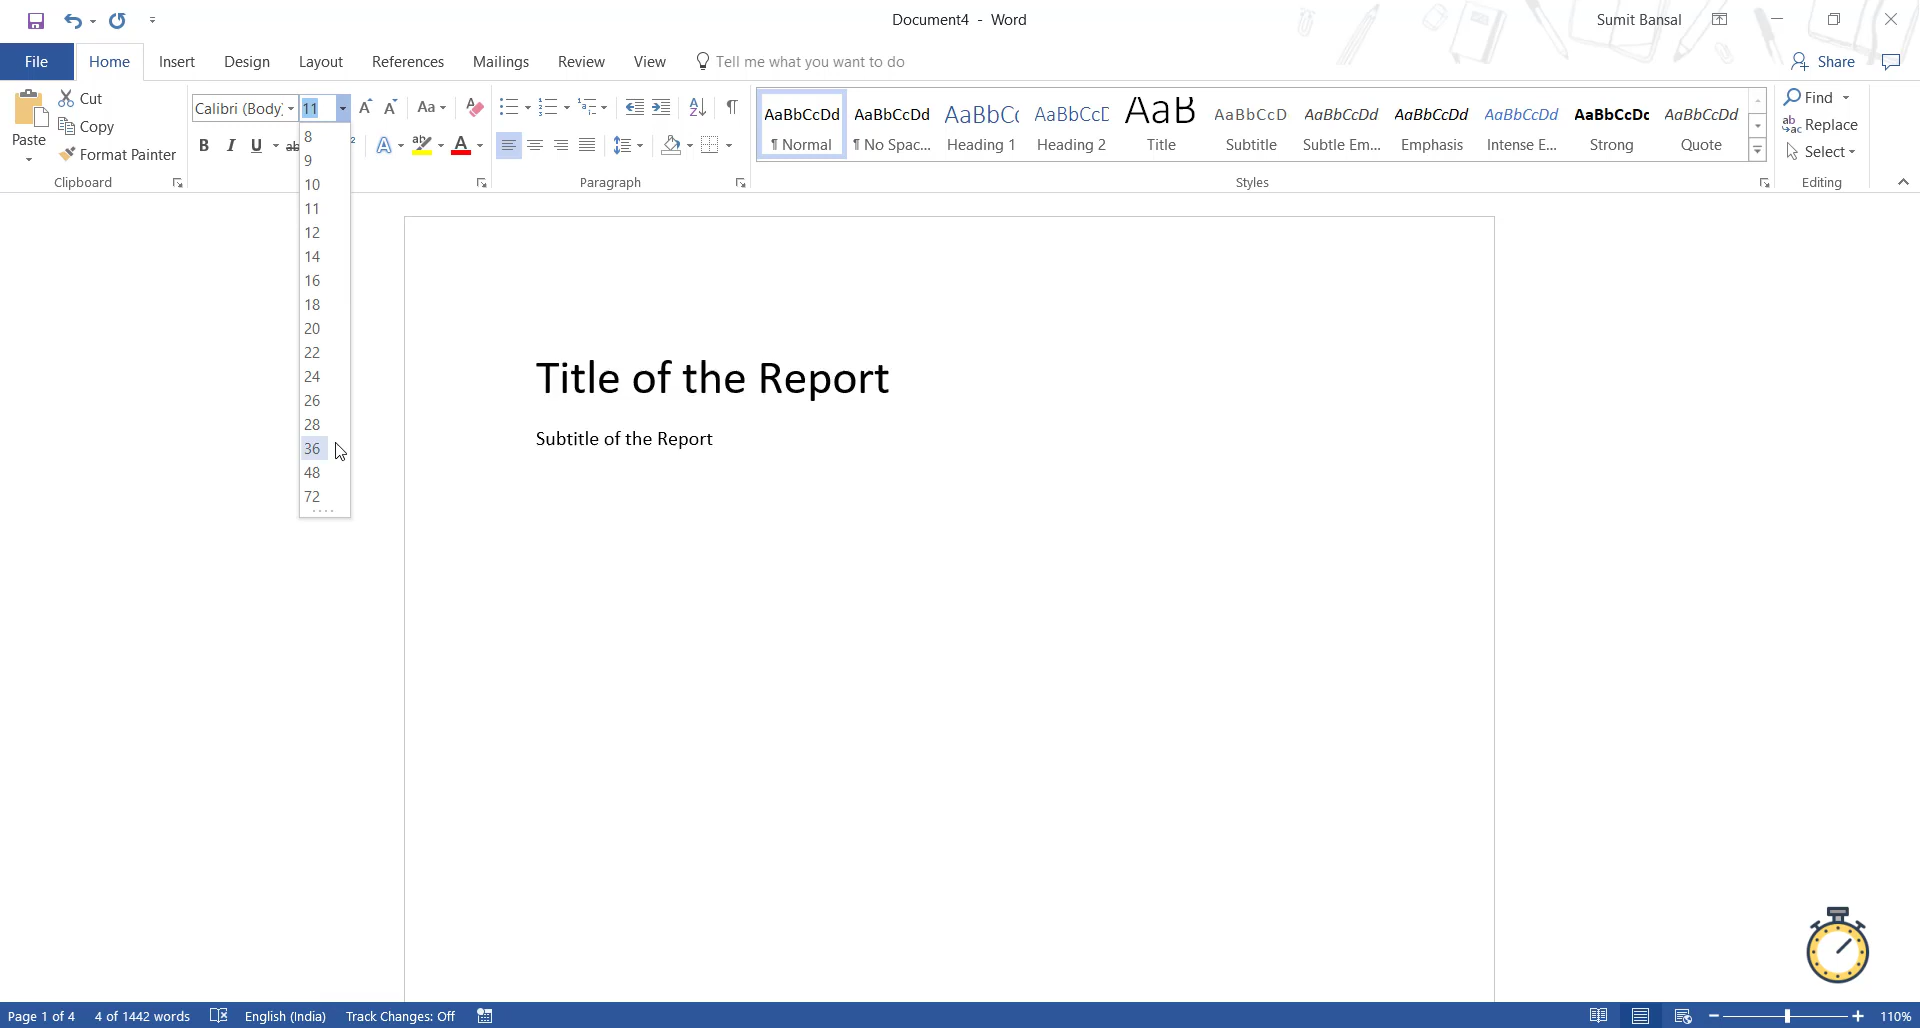 Document4 - Word
Sumit Bansal
File Home Insert Design Layout References Mailings Review View Tell me what you want to do
Share
Paste
Cut
Copy
Format Painter
Clipboard
Calibri (Body)
11
Aa
B I U
A
A
8
9
10
11
12
14
16
18
20
22
24
26
28
36
48
72
Paragraph
AaBbCcDd
¶ Normal
AaBbCcDd
¶ No Spac...
AaBbC
Heading 1
AaBbCc
Heading 2
AaB
Title
AaBbCcD
Subtitle
AaBbCcDd
Subtle Em...
AaBbCcDd
Emphasis
AaBbCcDd
Intense E...
AaBbCcDc
Strong
AaBbCcDd
Quote
Styles
Find
Replace
Select
Editing
Title of the Report
Subtitle of the Report
Page 1 of 4 4 of 1442 words English (India) Track Changes: Off 110%